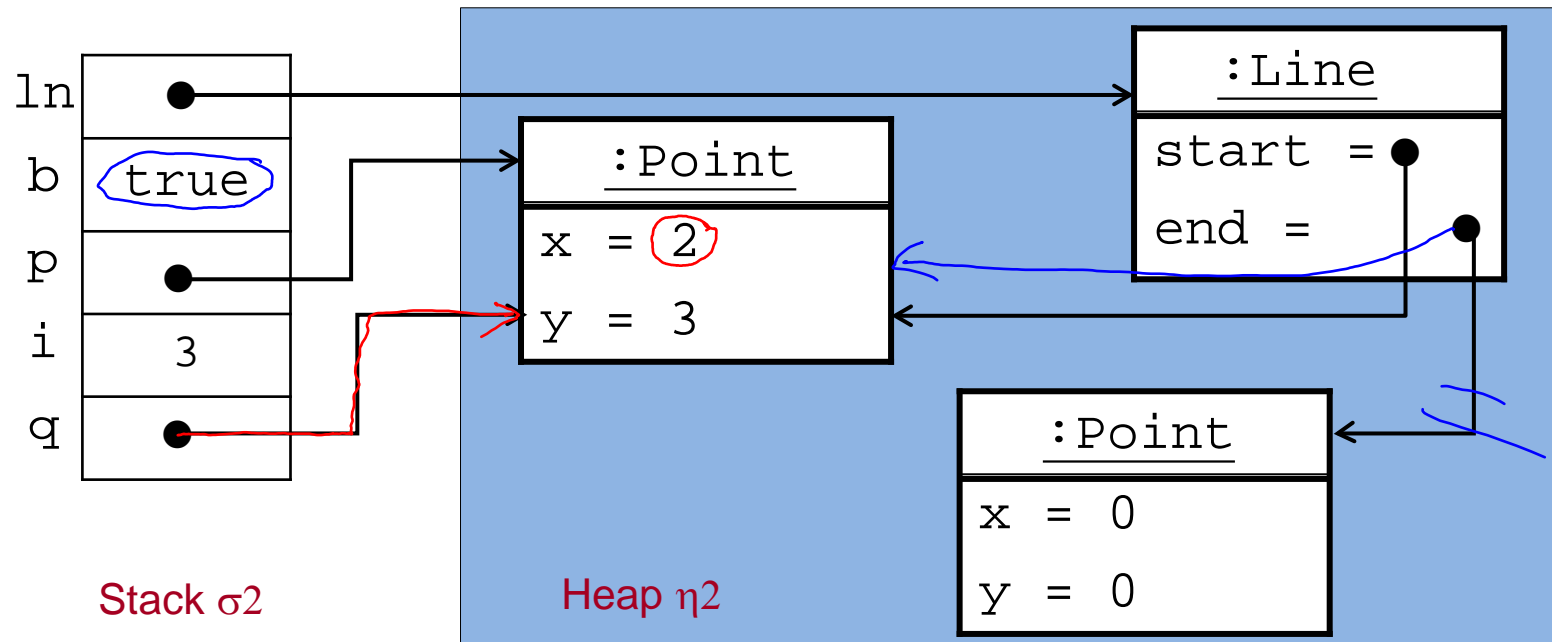 ln
b true
p
i 3
q
Stack σ2
:Point
x = 2
y = 3
:Line
start =
end =
:Point
x = 0
y = 0
Heap η2